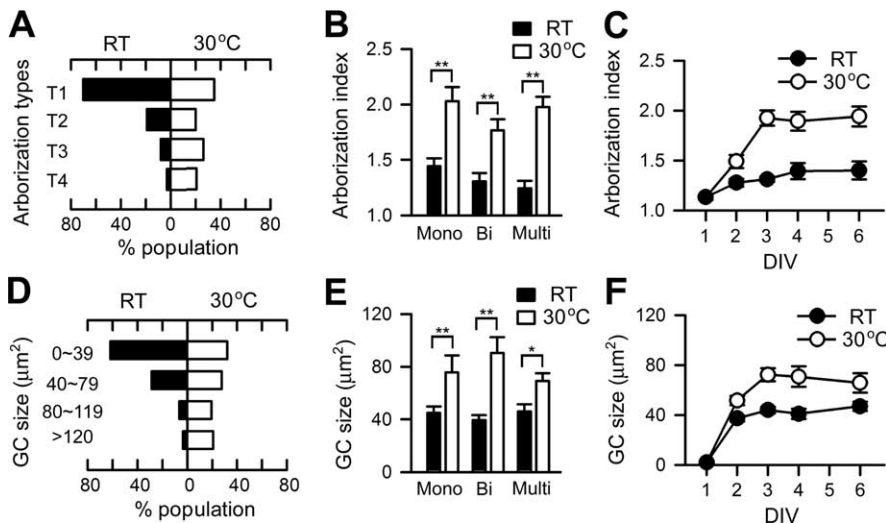 A
RT 30°C
Arborization types
T1
T2
T3
T4
80 40 0 40 80
% population
B
RT
30°C
Arborization index
2.5
2.0
1.5
1.0
** ** **
Mono Bi Multi
C
RT
30°C
Arborization index
2.5
2.0
1.5
1.0
1 2 3 4 5 6
DIV
D
RT 30°C
GC size (μm²)
0~39
40~79
80~119
>120
80 40 0 40 80
% population
E
RT
30°C
GC size (μm²)
120
80
40
0
** ** *
Mono Bi Multi
F
RT
30°C
GC size (μm²)
120
80
40
0
1 2 3 4 5 6
DIV